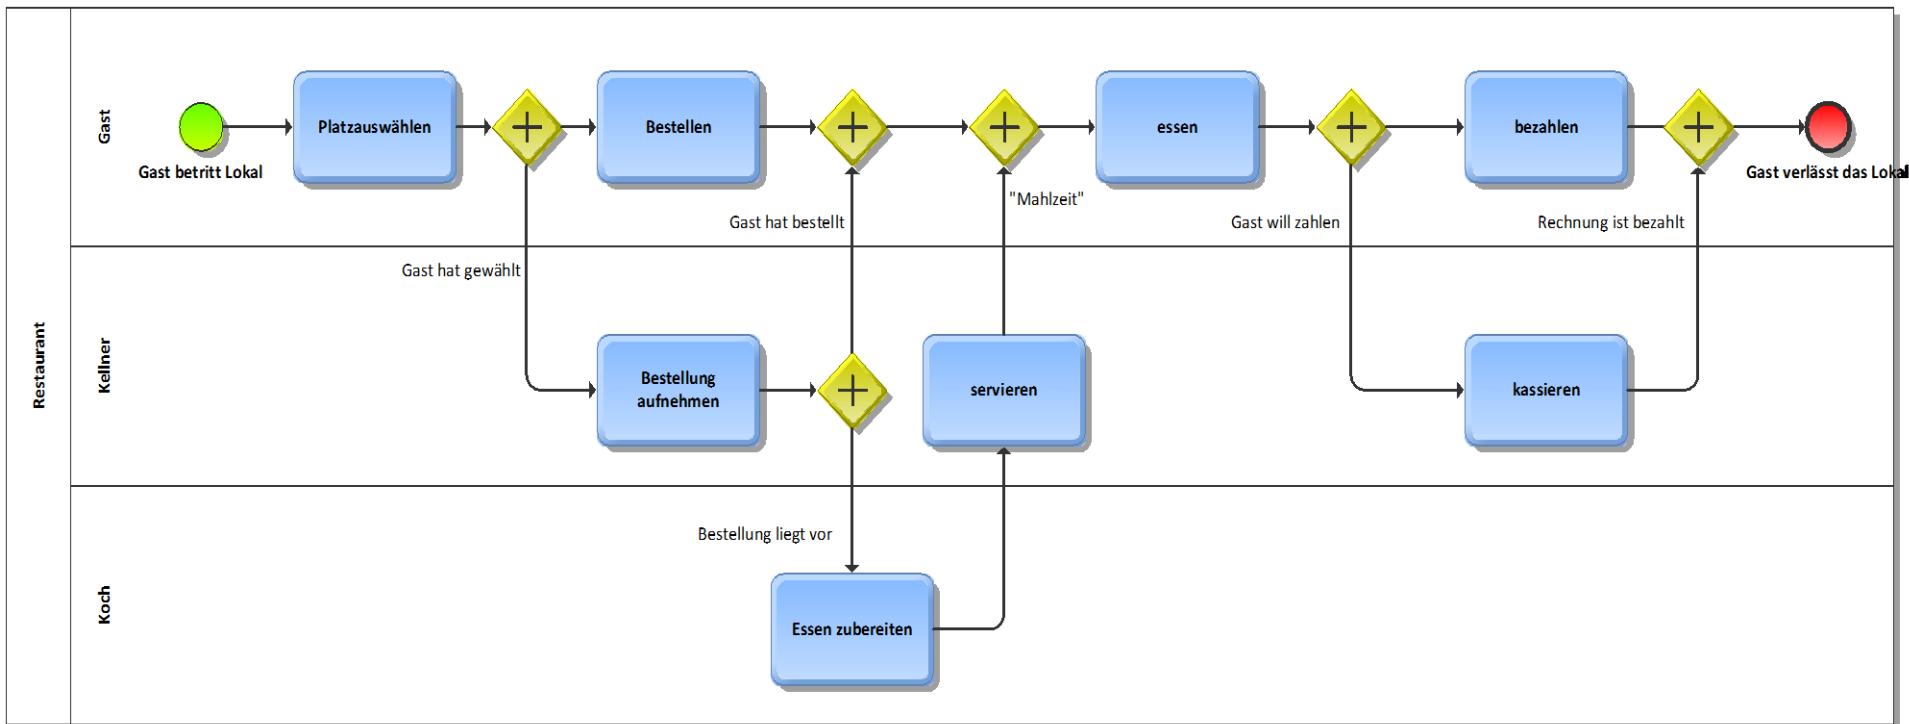 Restaurant
Gast
Gast betritt Lokal
Platzauswählen
Bestellen
essen
bezahlen
Gast verlässt das Lokal
"Mahlzeit"
Gast hat bestellt
Gast will zahlen
Rechnung ist bezahlt
Kellner
Gast hat gewählt
Bestellung
aufnehmen
servieren
kassieren
Koch
Bestellung liegt vor
Essen zubereiten